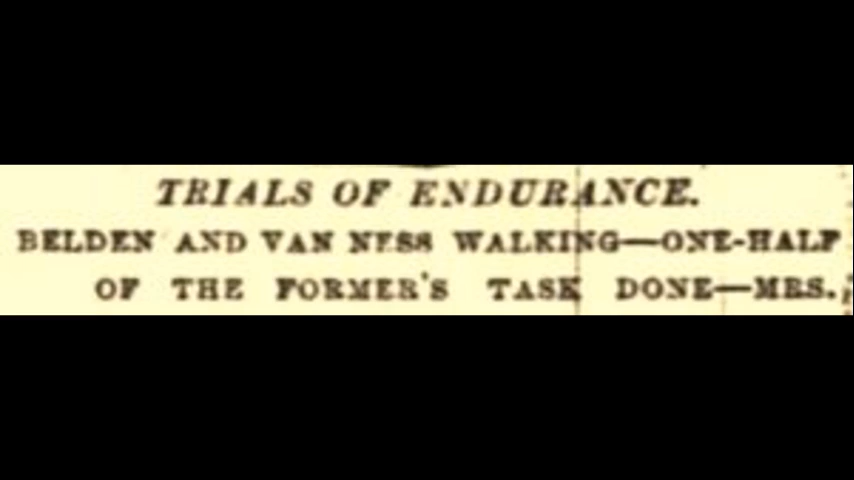 TRIALS OF ENDURANCE.
BELDEN AND VAN NESS WALKING—ONE-HALF
OF THE FORMER'S TASK DONE—MRS.